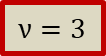 ν = 3